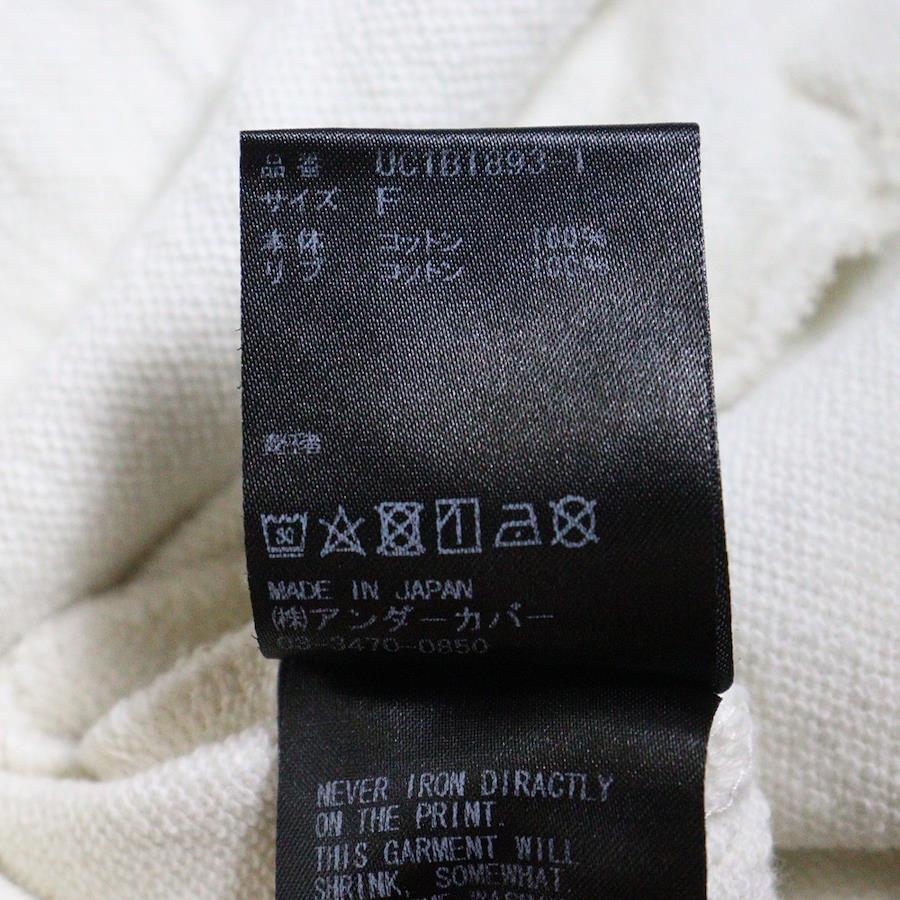 品番 UC1B1893-1
サイズ F
本体 コットン 100%
リブ コットン 100%
30
MADE IN JAPAN
(株)アンダーカバー
03-3470-0850
NEVER IRON DIRACTLY
ON THE PRINT.
THIS GARMENT WILL
SHRINK, SOMEWHAT.